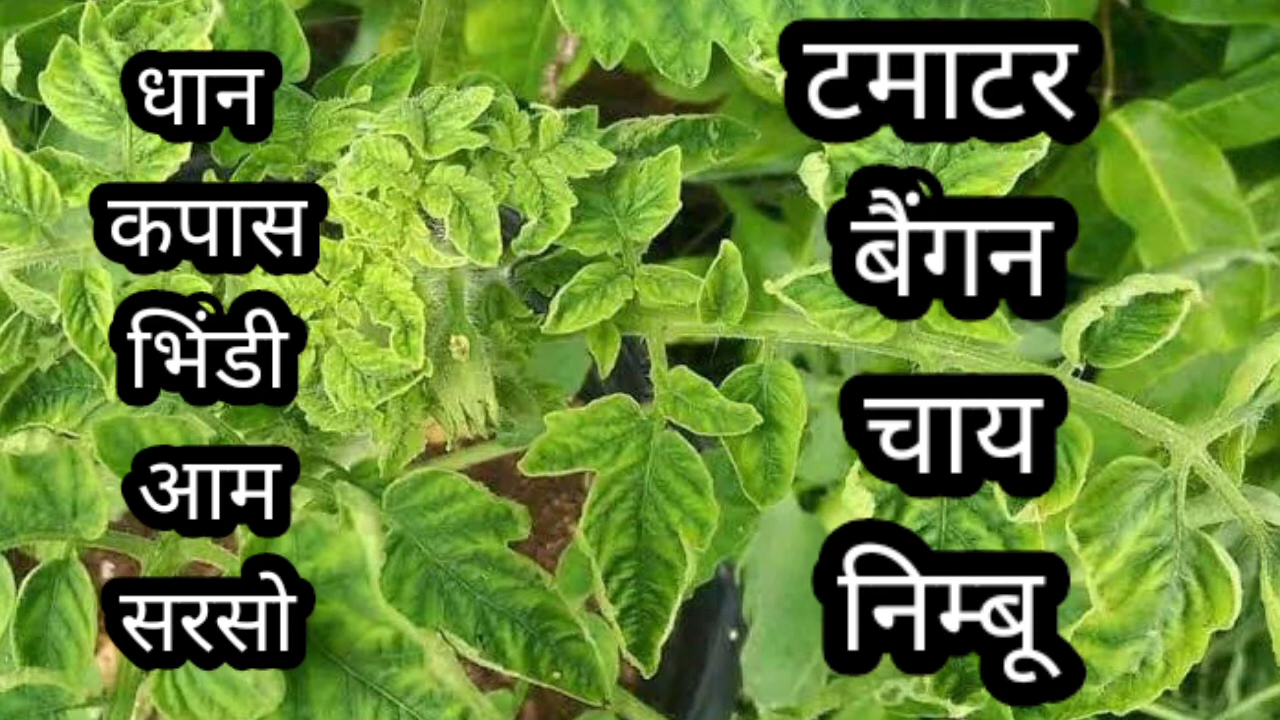 धान
कपास
भिंडी
आम
सरसो
टमाटर
बैंगन
चाय
निम्बू